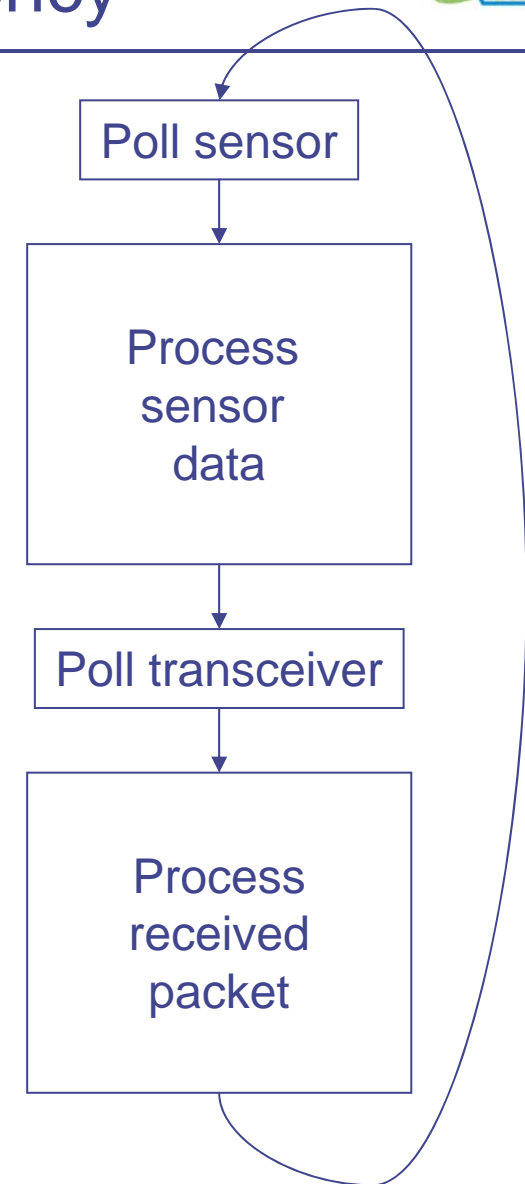 Poll sensor
Process
sensor
data
Poll transceiver
Process
received
packet